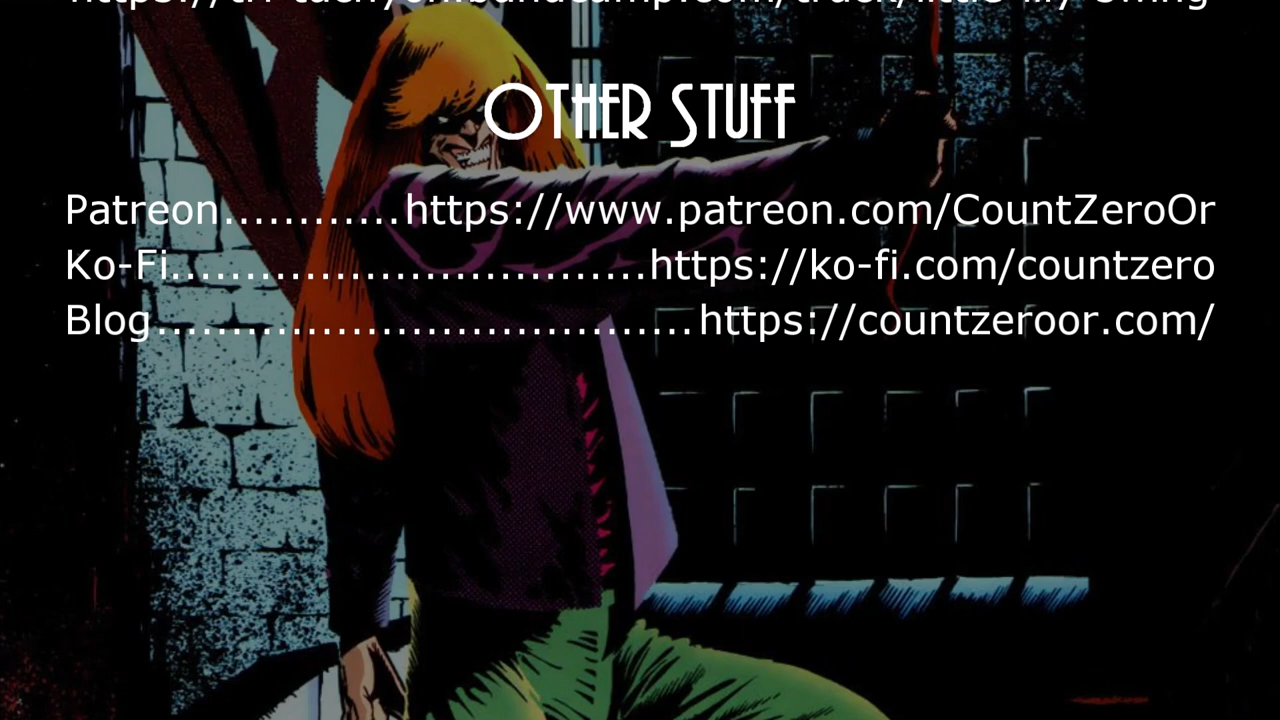 OTHER STUFF
Patreon............https://www.patreon.com/CountZeroOr
Ko-Fi................................https://ko-fi.com/countzero
Blog....................................https://countzeroor.com/